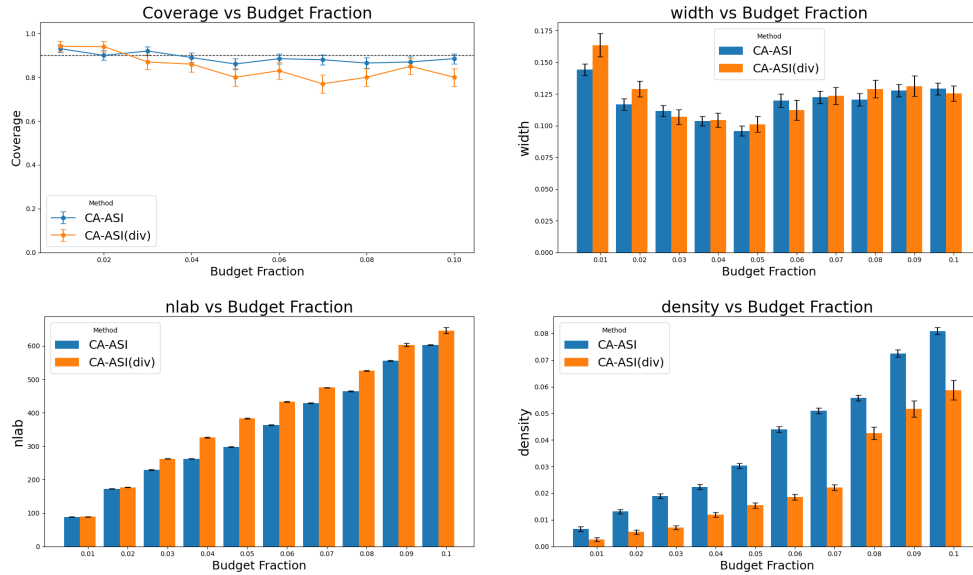 Coverage vs Budget Fraction
1.0
0.8
0.6
0.4
0.2
0.0
Coverage
Method
CA-ASI
CA-ASI(div)
0.02
0.04
0.06
0.08
0.10
Budget Fraction
width vs Budget Fraction
0.175
0.150
0.125
0.100
0.075
0.050
0.025
0.000
width
Method
CA-ASI
CA-ASI(div)
0.01
0.02
0.03
0.04
0.05
0.06
0.07
0.08
0.09
0.1
Budget Fraction
nlab vs Budget Fraction
600
500
400
300
200
100
0
nlab
Method
CA-ASI
CA-ASI(div)
0.01
0.02
0.03
0.04
0.05
0.06
0.07
0.08
0.09
0.1
Budget Fraction
density vs Budget Fraction
0.08
0.07
0.06
0.05
0.04
0.03
0.02
0.01
0.00
density
Method
CA-ASI
CA-ASI(div)
0.01
0.02
0.03
0.04
0.05
0.06
0.07
0.08
0.09
0.1
Budget Fraction